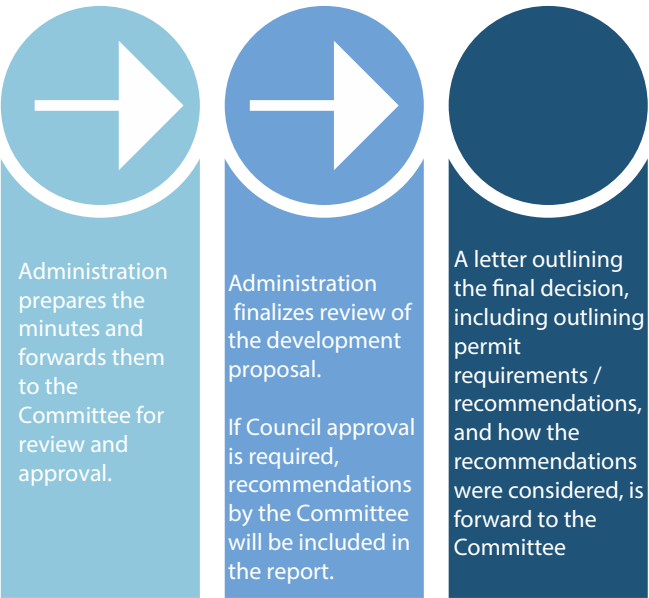 Administration
prepares the
minutes and
forwards them
to the
Committee for
review and
approval.
Administration
finalizes review of
the development
proposal.
If Council approval
is required,
recommendations
by the Committee
will be included in
the report.
A letter outlining
the final decision,
including outlining
permit
requirements /
recommendations,
and how the
recommendations
were considered, is
forward to the
Committee